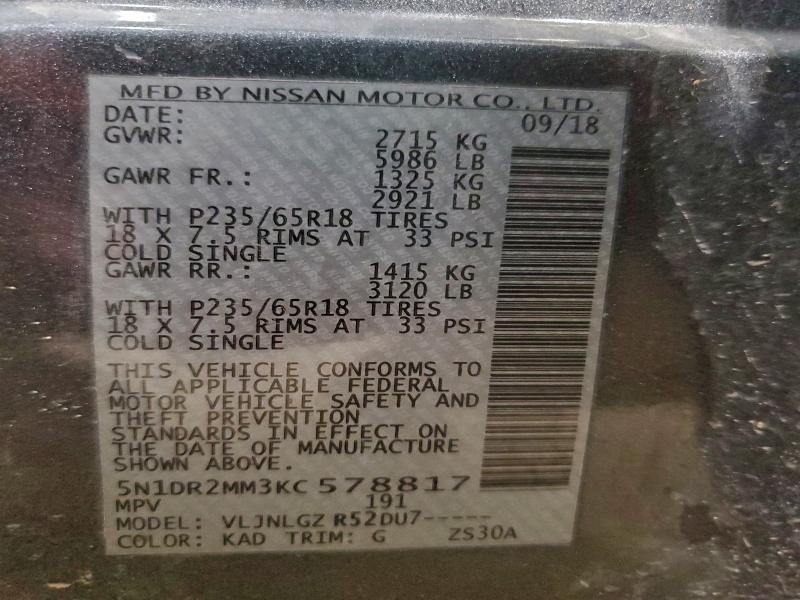 MFD BY NISSAN MOTOR CO., LTD.
DATE: 09/18
GVWR: 2715 KG
5986 LB
GAWR FR.: 1325 KG
2921 LB
WITH P235/65R18 TIRES
18 X 7.5 RIMS AT 33 PSI
COLD SINGLE
GAWR RR.: 1415 KG
3120 LB
WITH P235/65R18 TIRES
18 X 7.5 RIMS AT 33 PSI
COLD SINGLE
THIS VEHICLE CONFORMS TO
ALL APPLICABLE FEDERAL
MOTOR VEHICLE SAFETY AND
THEFT PREVENTION
STANDARDS IN EFFECT ON
THE DATE OF MANUFACTURE
SHOWN ABOVE.
5N1DR2MM3KC 578817
MPV 191
MODEL: VLJNLGZ R52DU7-----
COLOR: KAD TRIM: G ZS30A